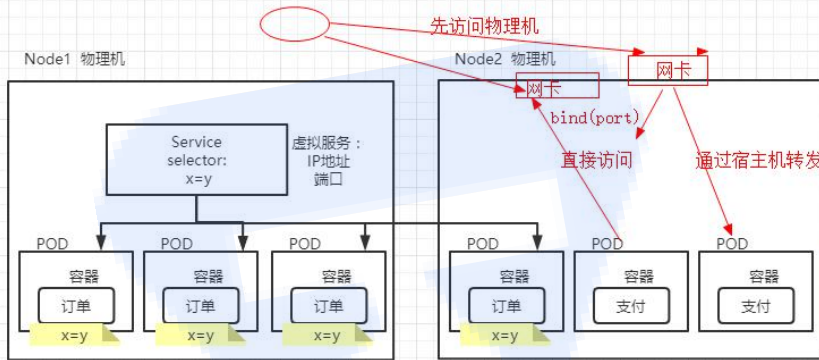 先访问物理机
Node1 物理机
Node2 物理机
网卡
网卡
bind(port)
Service
selector:
x=y
虚拟服务：
IP地址
端口
直接访问
通过宿主机转发
POD
POD
POD
POD
POD
POD
容器
容器
容器
容器
容器
容器
订单
订单
订单
订单
支付
支付
x=y
x=y
x=y
x=y